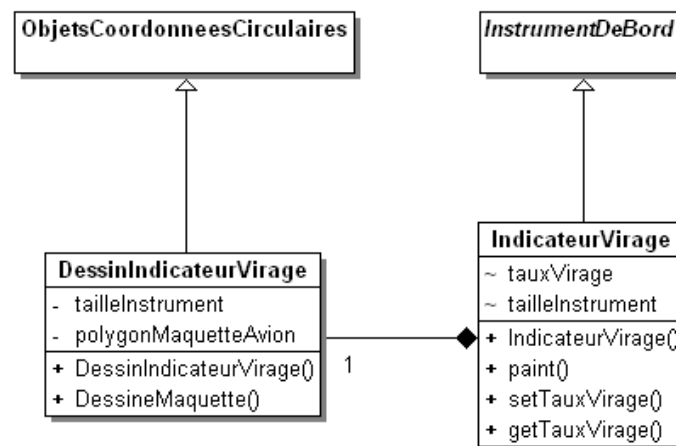 ObjetsCoordonneesCirculaires
InstrumentDeBord
DessinIndicateurVirage
- tailleInstrument
- polygonMaquetteAvion
+ DessinIndicateurVirage()
+ DessineMaquette()
1
IndicateurVirage
~ tauxVirage
~ tailleInstrument
+ IndicateurVirage()
+ paint()
+ setTauxVirage()
+ getTauxVirage()